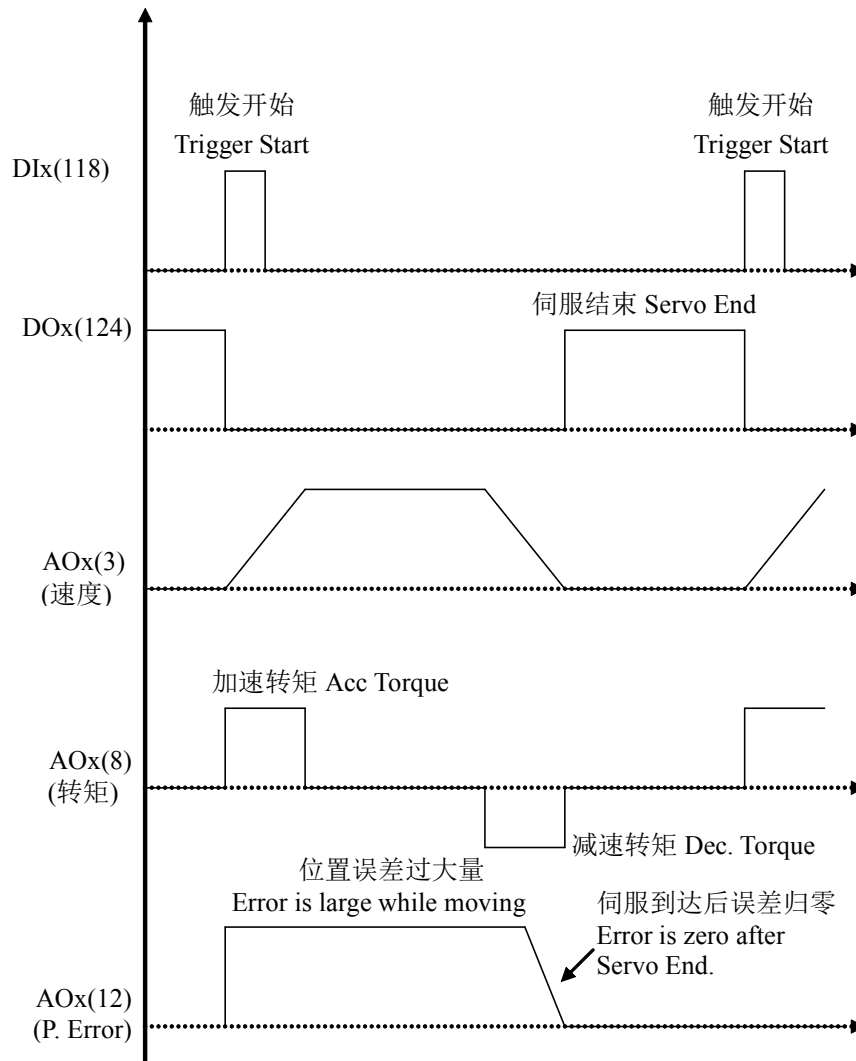 触发开始
Trigger Start
触发开始
Trigger Start
DIx(118)
伺服结束 Servo End
DOx(124)
AOx(3)
(速度)
加速转矩 Acc Torque
AOx(8)
(转矩)
减速转矩 Dec. Torque
位置误差过大量
Error is large while moving
伺服到达后误差归零
Error is zero after
Servo End.
AOx(12)
(P. Error)